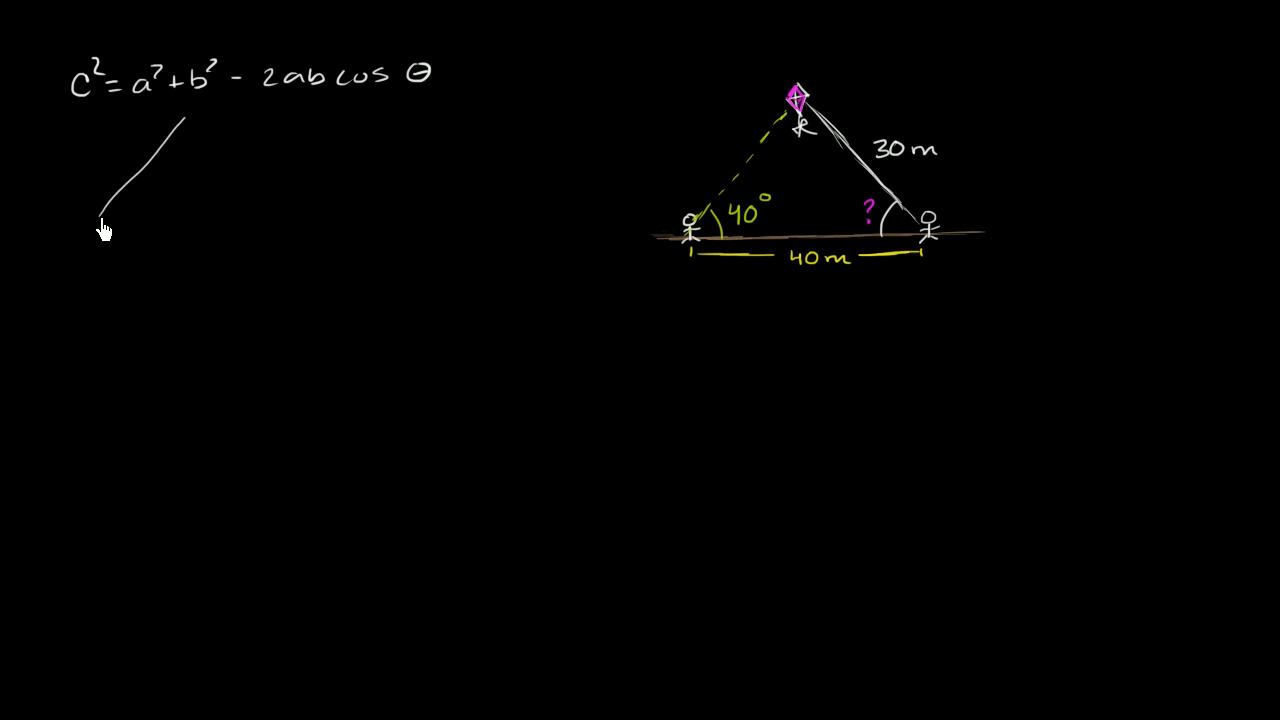 c² = a² + b² - 2ab cos θ
30 m
40°
?
40 m